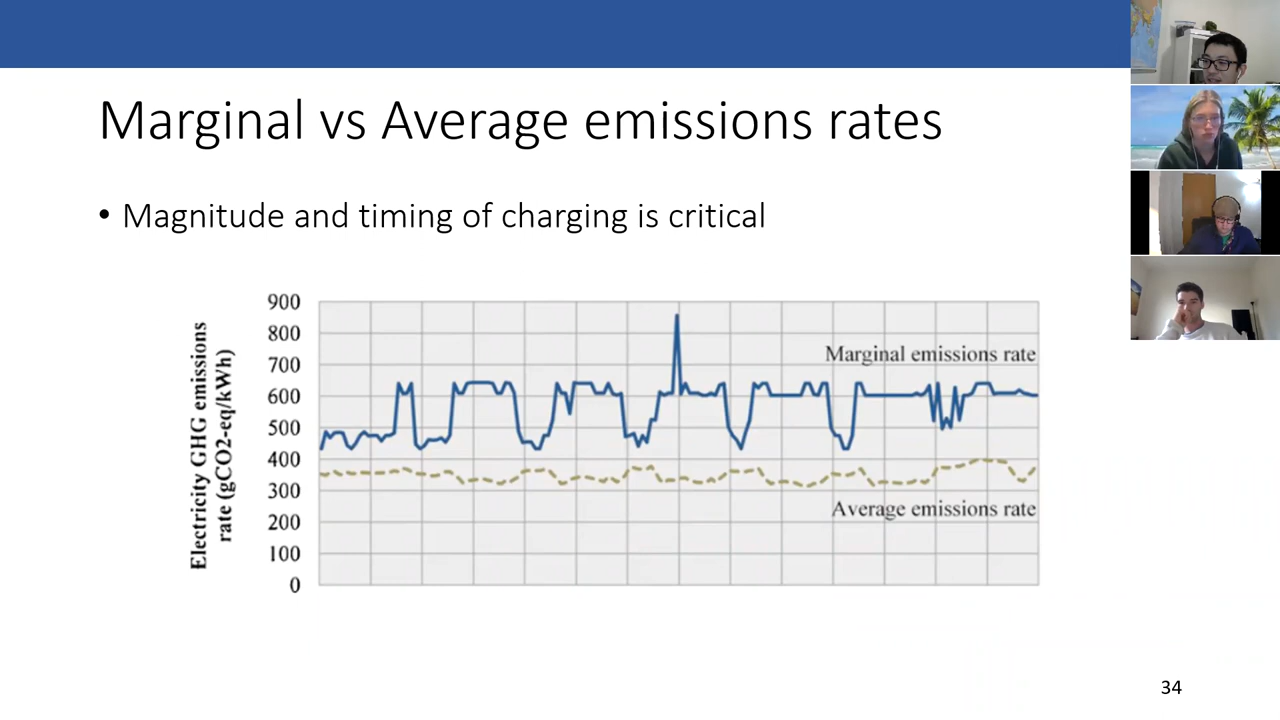 Marginal vs Average emissions rates
• Magnitude and timing of charging is critical
Electricity GHG emissions
rate (gCO2-eq/kWh)
900
800
700
600
500
400
300
200
100
0
Marginal emissions rate
Average emissions rate
34